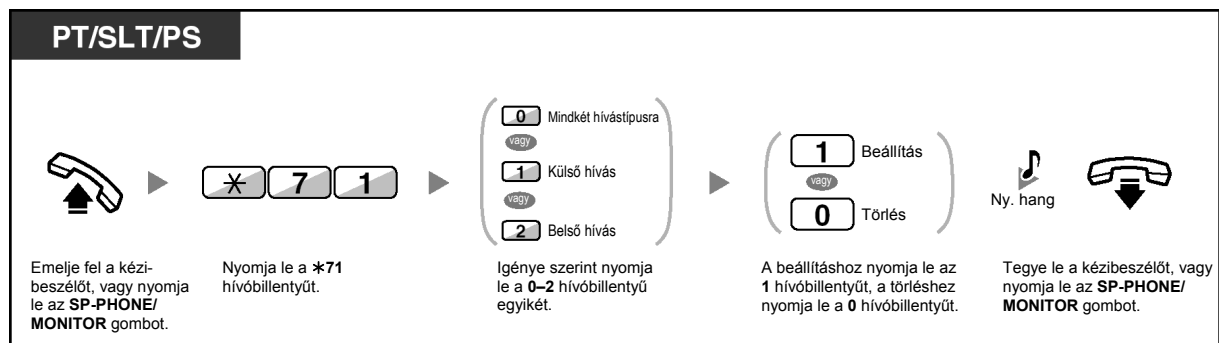 PT/SLT/PS
0 Mindkét hívástípusra
vagy
1 Külső hívás
vagy
2 Belső hívás
1 Beállítás
vagy
0 Törlés
✳ 7 1
Ny. hang
Emelje fel a kézi-
beszélőt, vagy nyomja
le az SP-PHONE/
MONITOR gombot.
Nyomja le a ✳71
hívóbillentyűt.
Igénye szerint nyomja
le a 0–2 hívóbillentyű
egyikét.
A beállításhoz nyomja le az
1 hívóbillentyűt, a törléshez
nyomja le a 0 hívóbillentyűt.
Tegye le a kézibeszélőt, vagy
nyomja le az SP-PHONE/
MONITOR gombot.